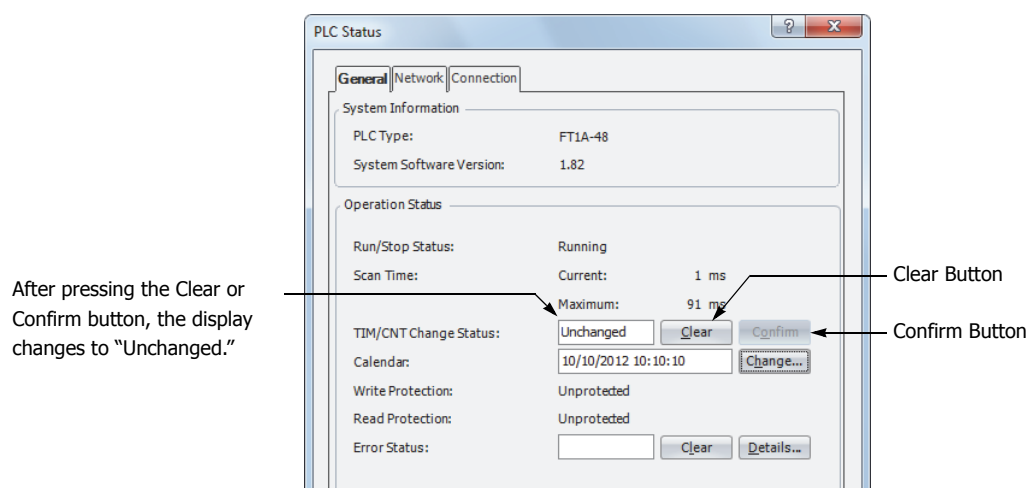 PLC Status
General Network Connection
System Information
PLC Type: FT1A-48
System Software Version: 1.82
Operation Status
Run/Stop Status: Running
Scan Time: Current: 1 ms
Maximum: 91 ms
TIM/CNT Change Status: Unchanged Clear Confirm
Calendar: 10/10/2012 10:10:10 Change...
Write Protection: Unprotected
Read Protection: Unprotected
Error Status: Clear Details...
After pressing the Clear or
Confirm button, the display
changes to “Unchanged.”
Clear Button
Confirm Button